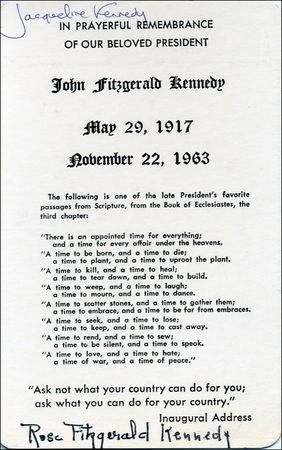 Jacqueline Kennedy
IN PRAYERFUL REMEMBRANCE
OF OUR BELOVED PRESIDENT
John Fitzgerald Kennedy
May 29, 1917
November 22, 1963
The following is one of the late President's favorite
passages from Scripture, from the Book of Ecclesiastes,
the third chapter:
"There is an appointed time for everything;
and a time for every affair under the heavens.
"A time to be born, and a time to die;
a time to plant, and a time to uproot the plant.
"A time to kill, and a time to heal;
a time to tear down, and a time to build.
"A time to weep, and a time to laugh;
a time to mourn, and a time to dance.
"A time to scatter stones, and a time to gather them;
a time to embrace, and a time to be far from embraces.
"A time to seek, and a time to lose;
a time to keep, and a time to cast away.
"A time to rend, and a time to sew;
a time to be silent, and a time to speak.
"A time to love, and a time to hate;
a time of war, and a time of peace."
"Ask not what your country can do for you;
ask what you can do for your country."
Inaugural Address
Rose Fitzgerald Kennedy